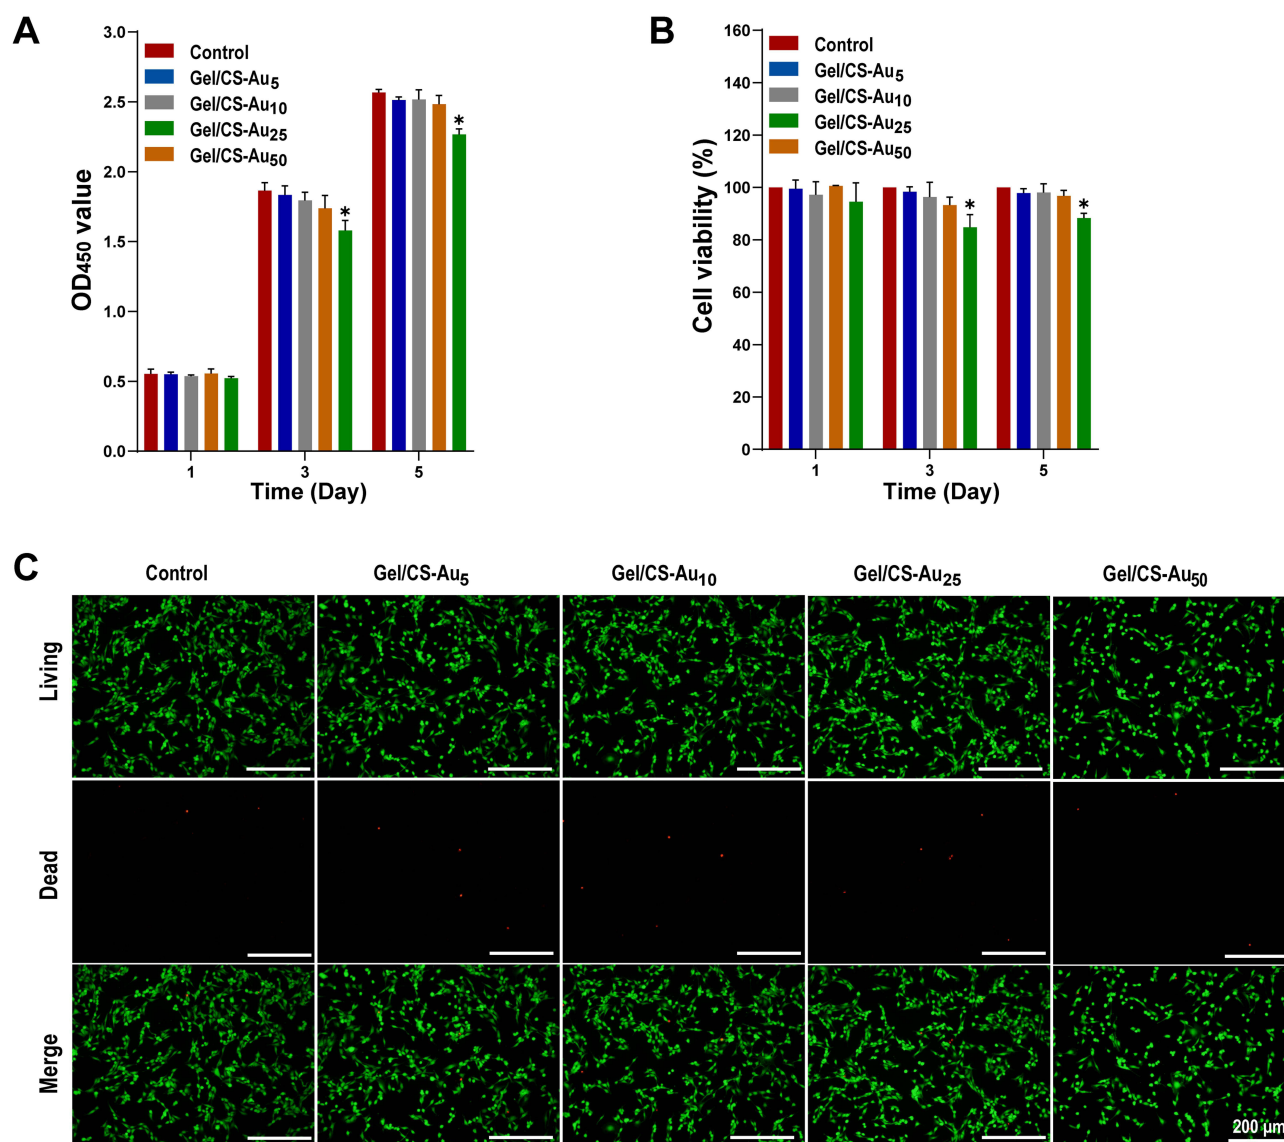 A
3.0
2.5
2.0
1.5
1.0
0.5
0.0
OD450 value
Control
Gel/CS-Au5
Gel/CS-Au10
Gel/CS-Au25
Gel/CS-Au50
*
*
1 3 5
Time (Day)
B
160
140
120
100
80
60
40
20
0
Cell viability (%)
Control
Gel/CS-Au5
Gel/CS-Au10
Gel/CS-Au25
Gel/CS-Au50
*
*
1 3 5
Time (Day)
C
Control Gel/CS-Au5 Gel/CS-Au10 Gel/CS-Au25 Gel/CS-Au50
Living
Dead
Merge
200 μm